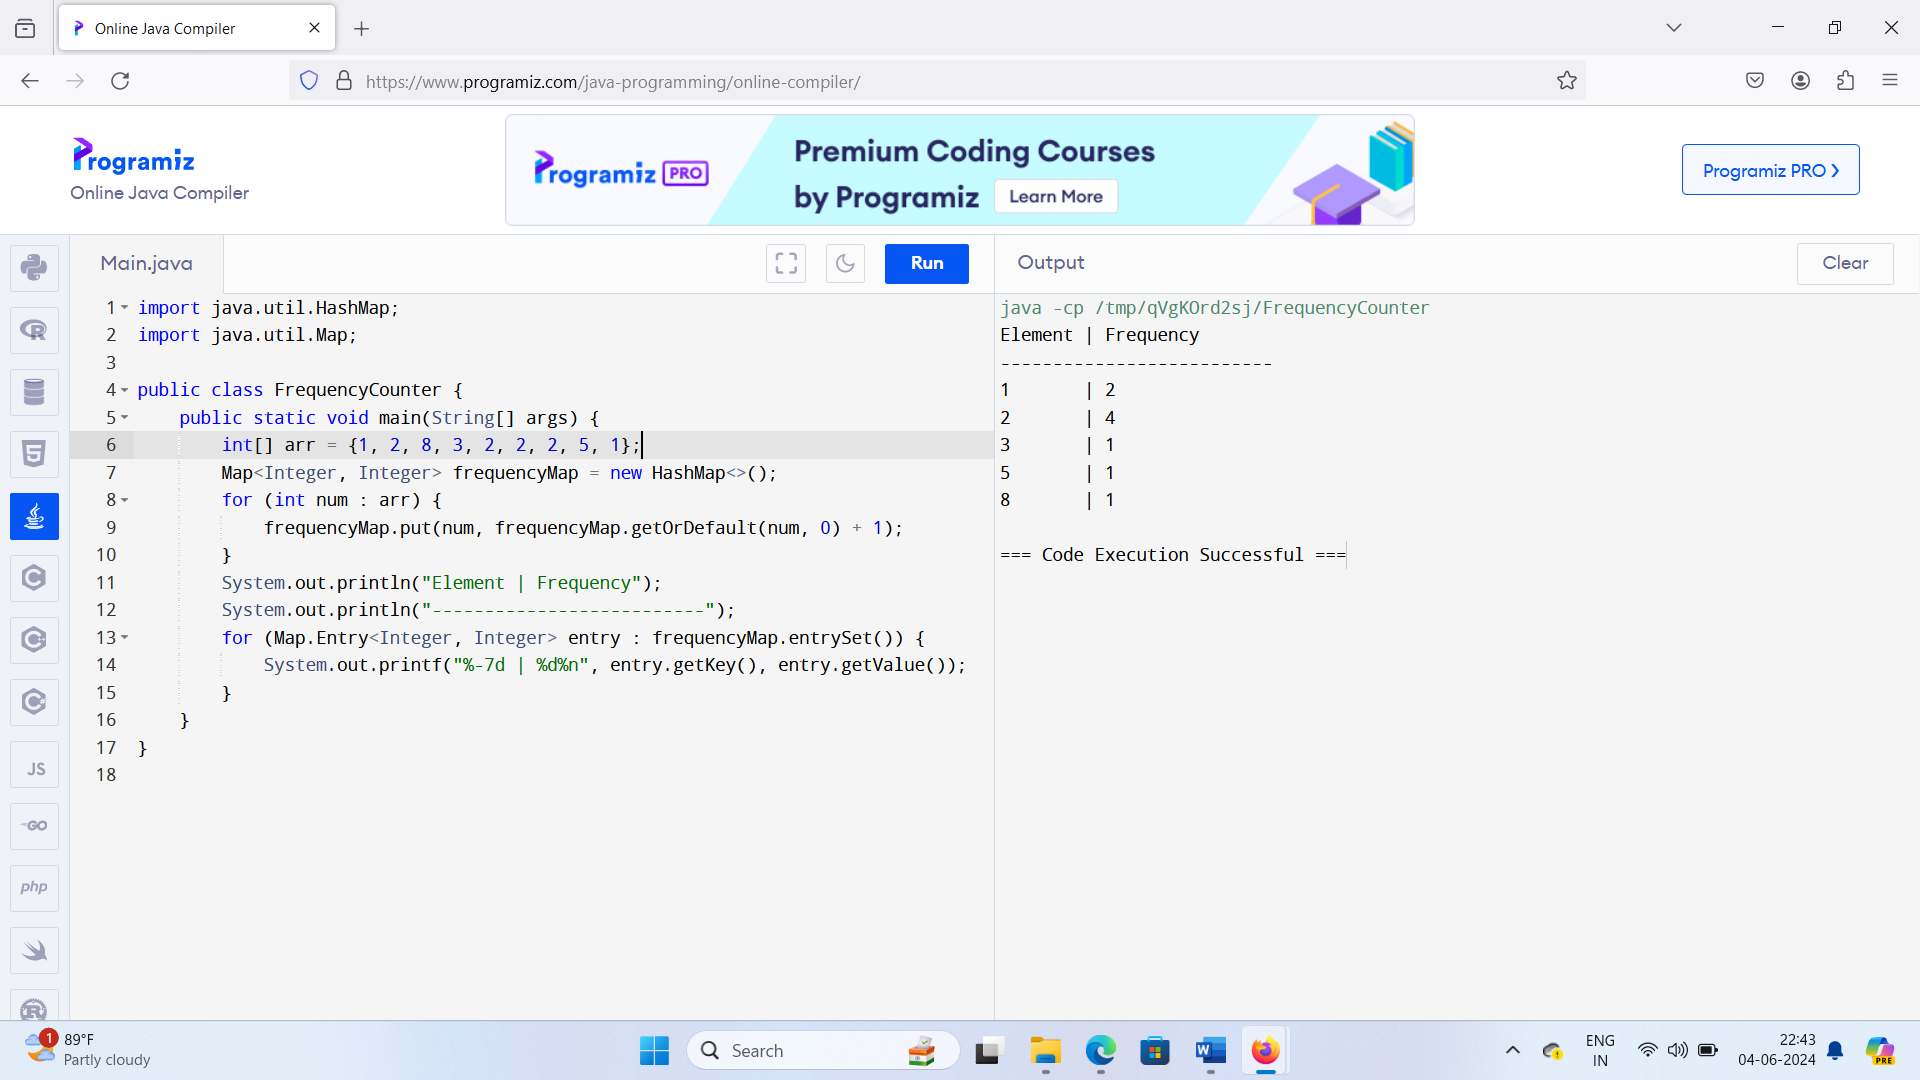 Online Java Compiler
https://www.programiz.com/java-programming/online-compiler/
Programiz
Online Java Compiler
Programiz PRO
Premium Coding Courses
by Programiz
Learn More
Programiz PRO ❯
Main.java
Run
Output
Clear
1 import java.util.HashMap;
2 import java.util.Map;
3
4 public class FrequencyCounter {
5     public static void main(String[] args) {
6         int[] arr = {1, 2, 8, 3, 2, 2, 2, 5, 1};
7         Map<Integer, Integer> frequencyMap = new HashMap<>();
8         for (int num : arr) {
9             frequencyMap.put(num, frequencyMap.getOrDefault(num, 0) + 1);
10         }
11         System.out.println("Element | Frequency");
12         System.out.println("--------------------------");
13         for (Map.Entry<Integer, Integer> entry : frequencyMap.entrySet()) {
14             System.out.printf("%-7d | %d%n", entry.getKey(), entry.getValue());
15         }
16     }
17 }
18
java -cp /tmp/qVgKOrd2sj/FrequencyCounter
Element | Frequency
--------------------------
1       | 2
2       | 4
3       | 1
5       | 1
8       | 1
=== Code Execution Successful ===
R
5
C
C
C
JS
GO
php
R
1
89°F
Partly cloudy
Search
W
ENG
IN
22:43
04-06-2024
PRE